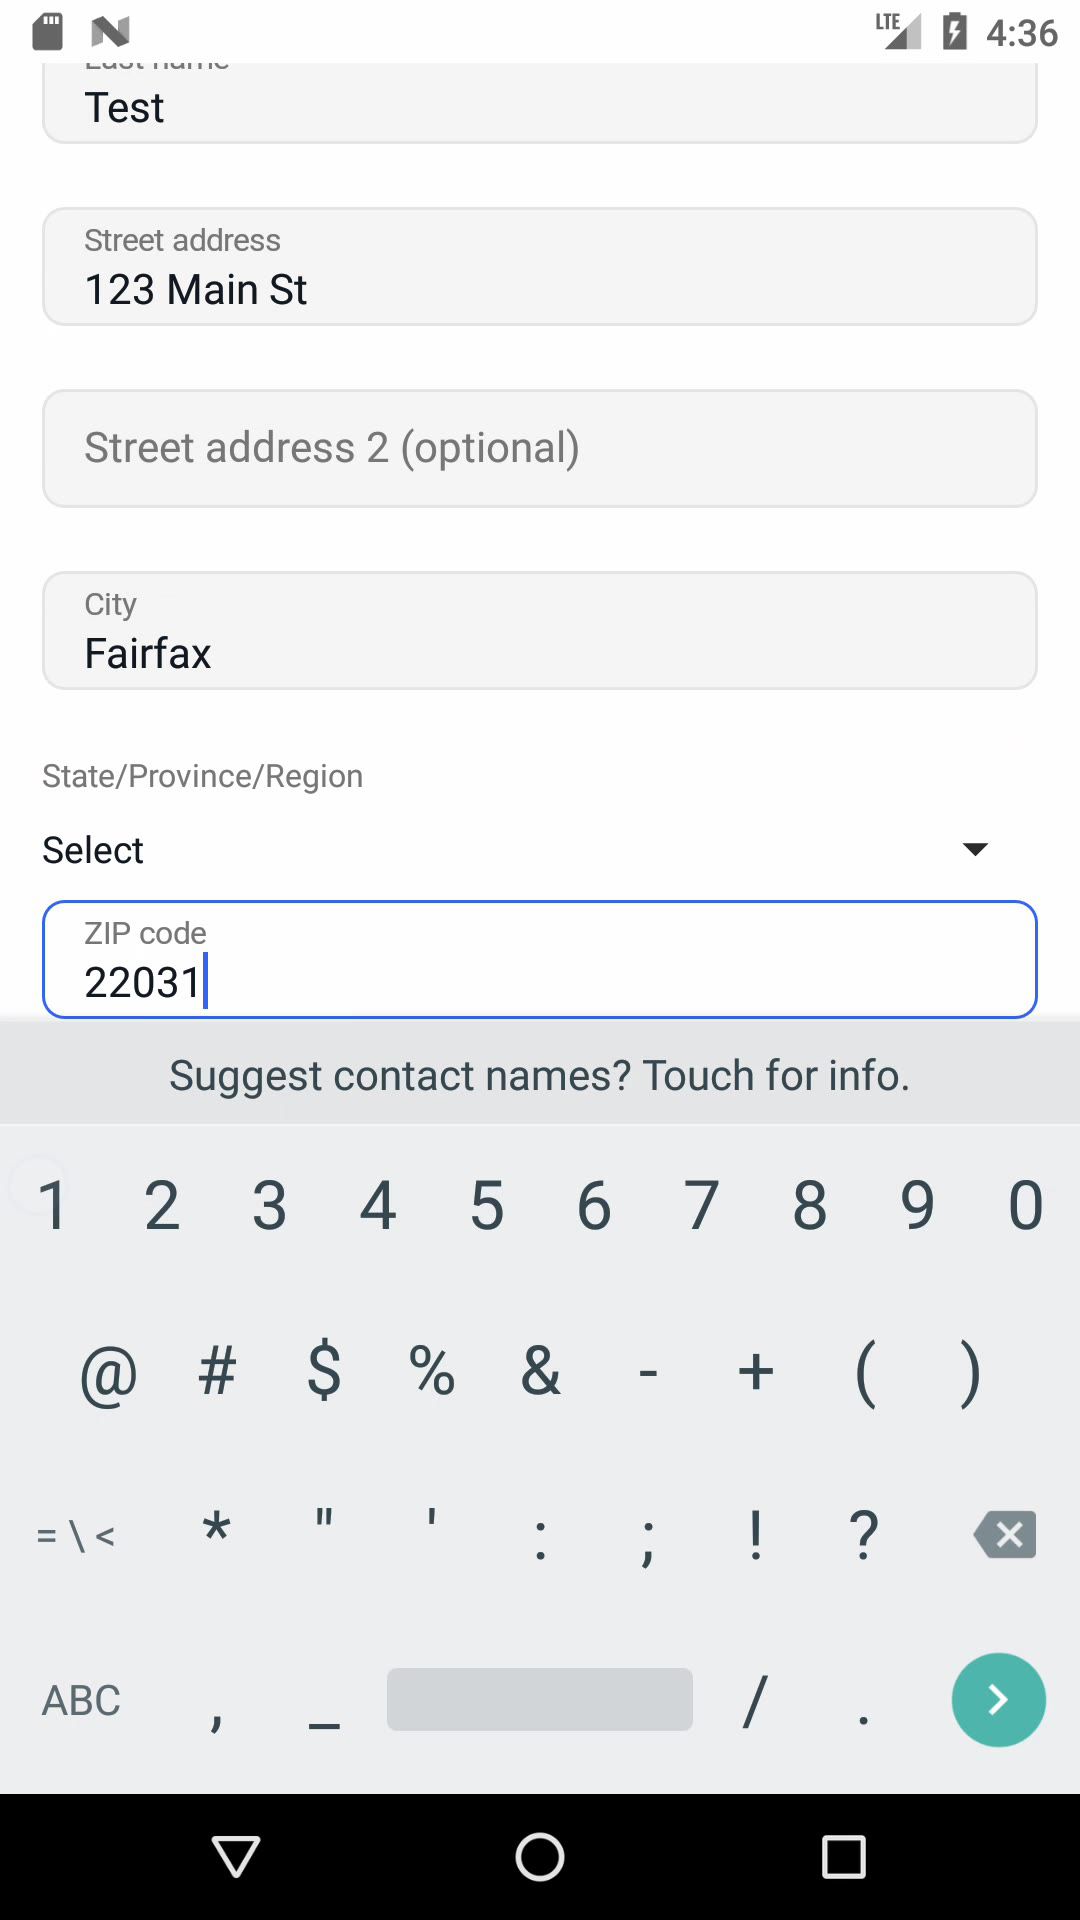 LTE 4:36
Last name
Test
Street address
123 Main St
Street address 2 (optional)
City
Fairfax
State/Province/Region
Select
ZIP code
22031
Suggest contact names? Touch for info.
1 2 3 4 5 6 7 8 9 0
@ # $ % & - + ( )
= \ < * " ' : ; ! ?
ABC , _ / .